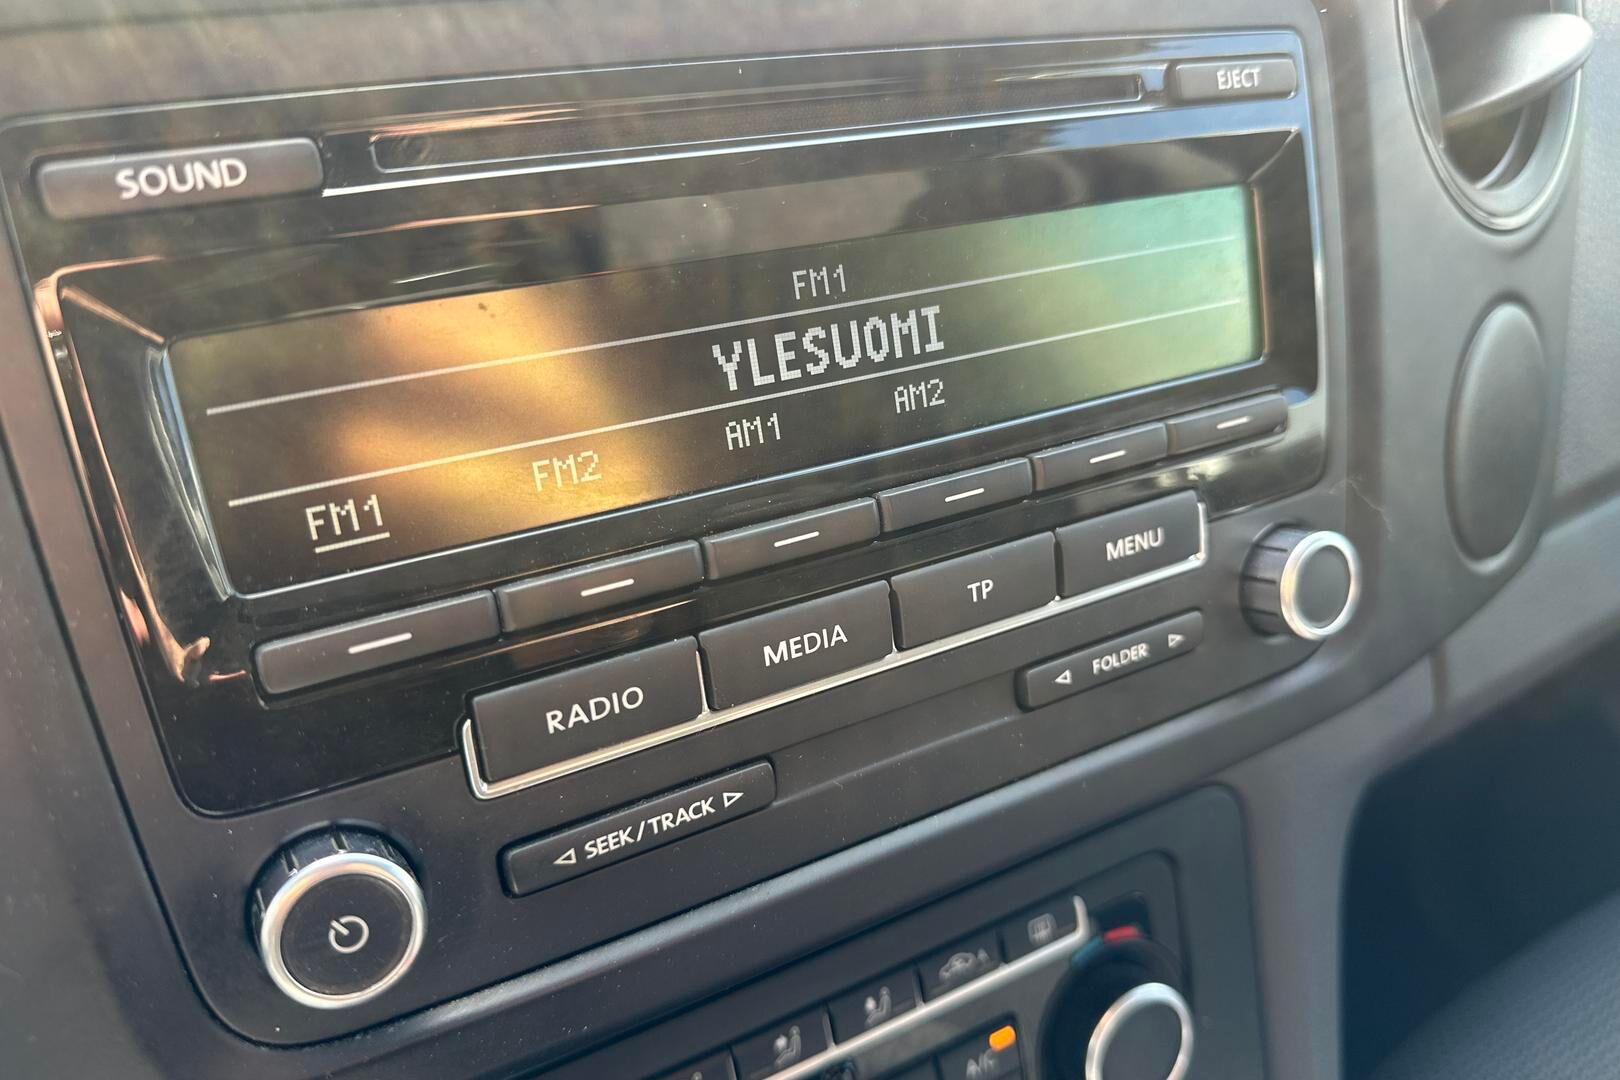 EJECT
SOUND
FM1
YLESUOMI
FM1 FM2 AM1 AM2
RADIO MEDIA TP MENU
◁ SEEK/TRACK ▷
◁ FOLDER ▷
A/C